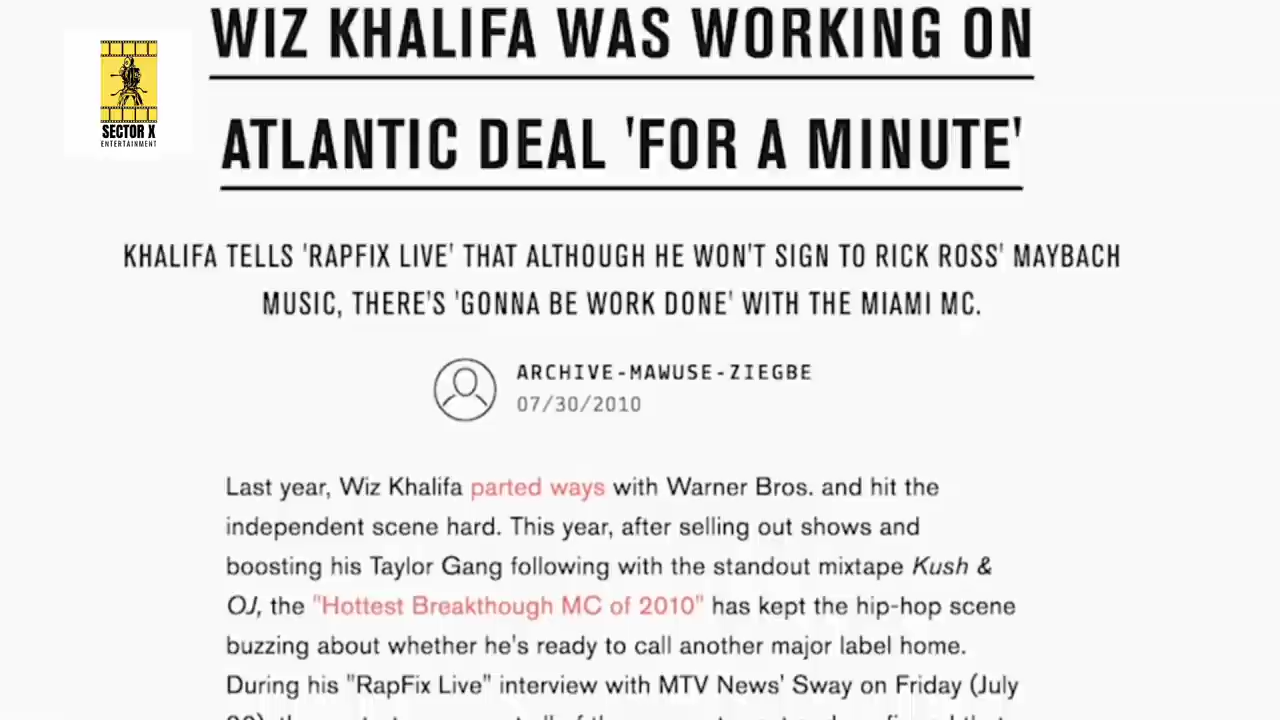 WIZ KHALIFA WAS WORKING ON
ATLANTIC DEAL 'FOR A MINUTE'
SECTOR X
ENTERTAINMENT
KHALIFA TELLS 'RAPFIX LIVE' THAT ALTHOUGH HE WON'T SIGN TO RICK ROSS' MAYBACH
MUSIC, THERE'S 'GONNA BE WORK DONE' WITH THE MIAMI MC.
ARCHIVE-MAWUSE-ZIEGBE
07/30/2010
Last year, Wiz Khalifa parted ways with Warner Bros. and hit the
independent scene hard. This year, after selling out shows and
boosting his Taylor Gang following with the standout mixtape Kush &
OJ, the "Hottest Breakthough MC of 2010" has kept the hip-hop scene
buzzing about whether he's ready to call another major label home.
During his "RapFix Live" interview with MTV News' Sway on Friday (July